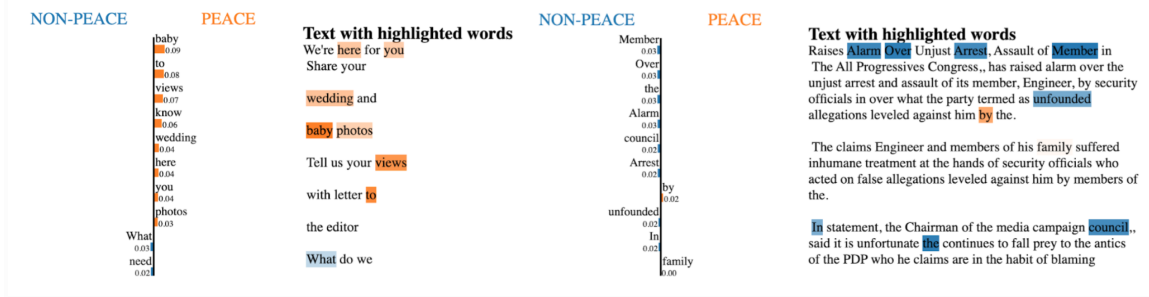 NON-PEACE PEACE
baby
0.09
to
0.08
views
0.07
know
0.06
wedding
0.04
here
0.04
you
0.04
photos
0.03
What
0.03
need
0.02
Text with highlighted words
We're here for you
Share your
wedding and
baby photos
Tell us your views
with letter to
the editor
What do we
NON-PEACE PEACE
Member
0.03
Over
0.03
the
0.03
Alarm
0.03
council
0.02
Arrest
0.02
by
0.02
unfounded
0.02
In
0.02
family
0.00
Text with highlighted words
Raises Alarm Over Unjust Arrest, Assault of Member in
The All Progressives Congress,, has raised alarm over the
unjust arrest and assault of its member, Engineer, by security
officials in over what the party termed as unfounded
allegations leveled against him by the.
The claims Engineer and members of his family suffered
inhumane treatment at the hands of security officials who
acted on false allegations leveled against him by members of
the.
In statement, the Chairman of the media campaign council,,
said it is unfortunate the continues to fall prey to the antics
of the PDP who he claims are in the habit of blaming